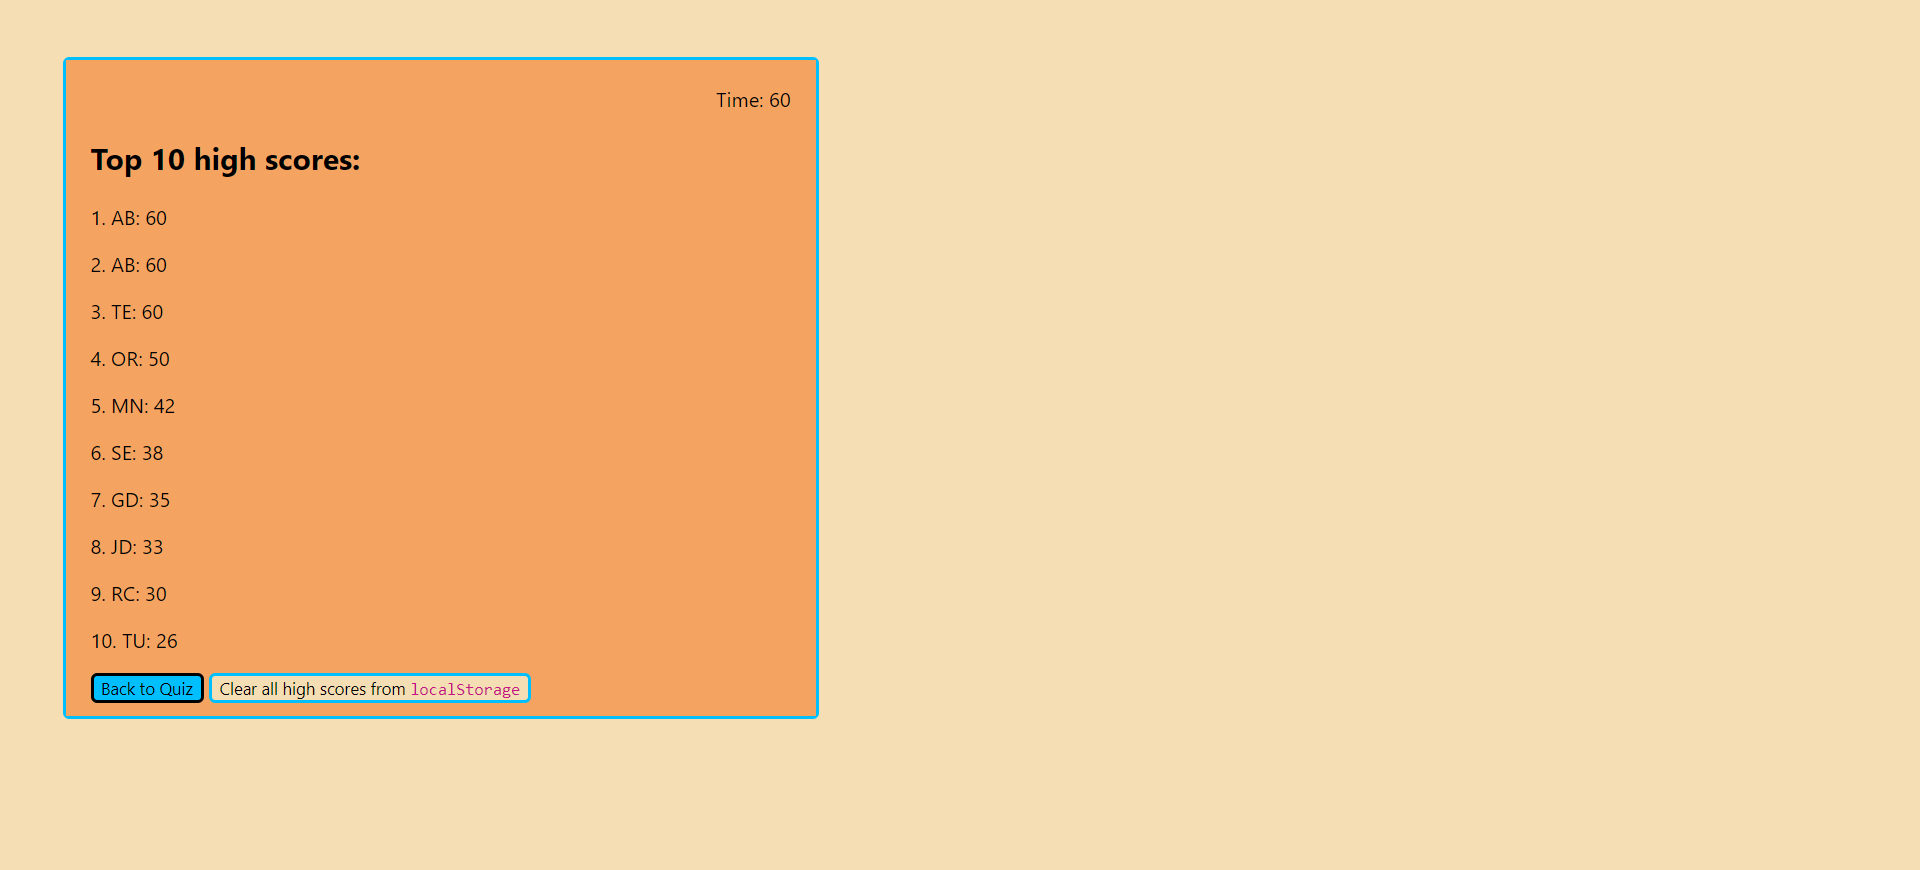 Time: 60
Top 10 high scores:
1. AB: 60
2. AB: 60
3. TE: 60
4. OR: 50
5. MN: 42
6. SE: 38
7. GD: 35
8. JD: 33
9. RC: 30
10. TU: 26
Back to Quiz Clear all high scores from localStorage